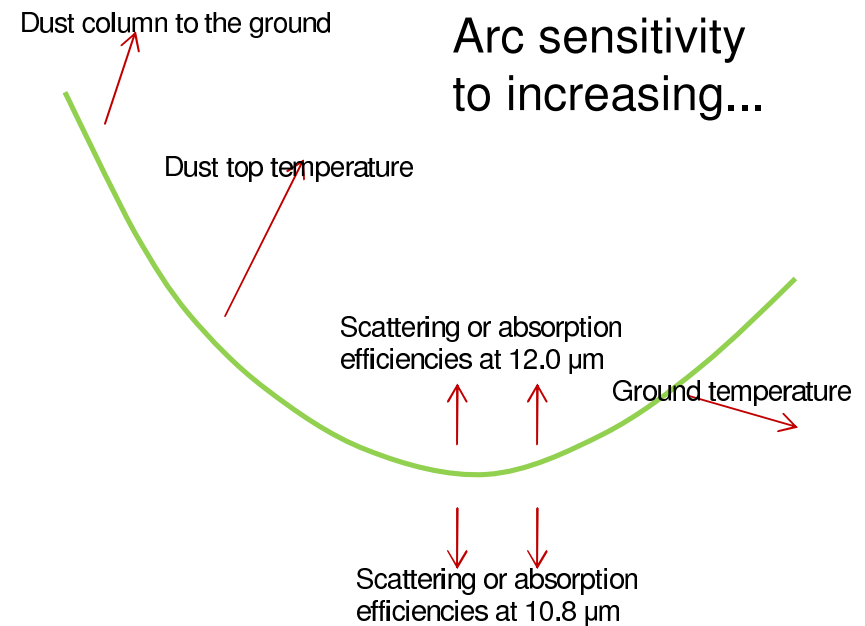 Dust column to the ground
Arc sensitivity
to increasing...
Dust top temperature
Scattering or absorption
efficiencies at 12.0 µm
Ground temperature
Scattering or absorption
efficiencies at 10.8 µm